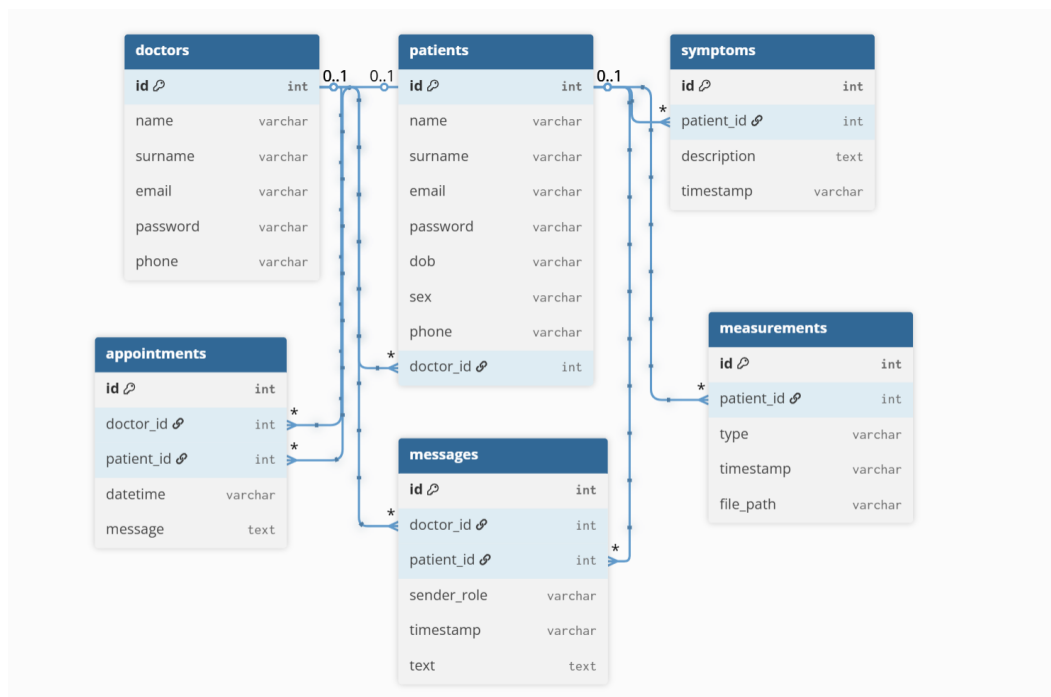 doctors
id int
name varchar
surname varchar
email varchar
password varchar
phone varchar
0..1
0..1
patients
id int
name varchar
surname varchar
email varchar
password varchar
dob varchar
sex varchar
phone varchar
* doctor_id int
0..1
symptoms
id int
* patient_id int
description text
timestamp varchar
appointments
id int
doctor_id int *
patient_id int *
datetime varchar
message text
messages
id int
* doctor_id int
patient_id int *
sender_role varchar
timestamp varchar
text text
measurements
id int
* patient_id int
type varchar
timestamp varchar
file_path varchar